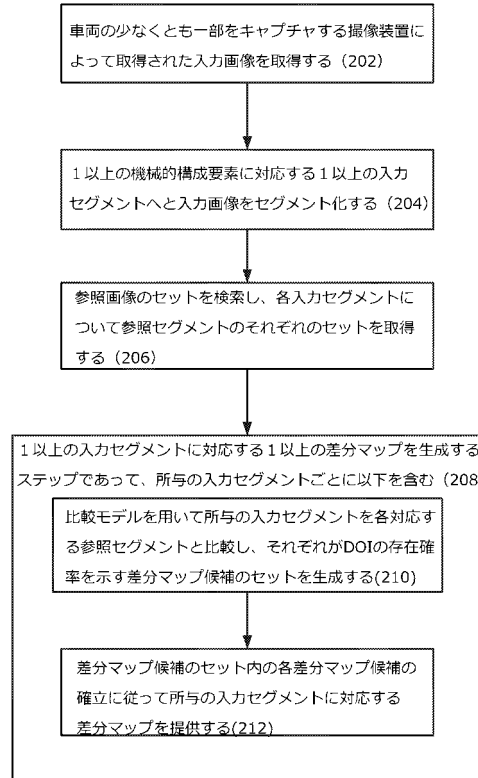 車両の少なくとも一部をキャプチャする撮像装置に
よって取得された入力画像を取得する（202）
１以上の機械的構成要素に対応する１以上の入力
セグメントへと入力画像をセグメント化する（204）
参照画像のセットを検索し、各入力セグメントに
ついて参照セグメントのそれぞれのセットを取得
する（206）
１以上の入力セグメントに対応する１以上の差分マップを生成する
ステップであって、所与の入力セグメントごとに以下を含む（208
比較モデルを用いて所与の入力セグメントを各対応す
る参照セグメントと比較し、それぞれがDOIの存在確
率を示す差分マップ候補のセットを生成する(210)
差分マップ候補のセット内の各差分マップ候補の
確立に従って所与の入力セグメントに対応する
差分マップを提供する(212)